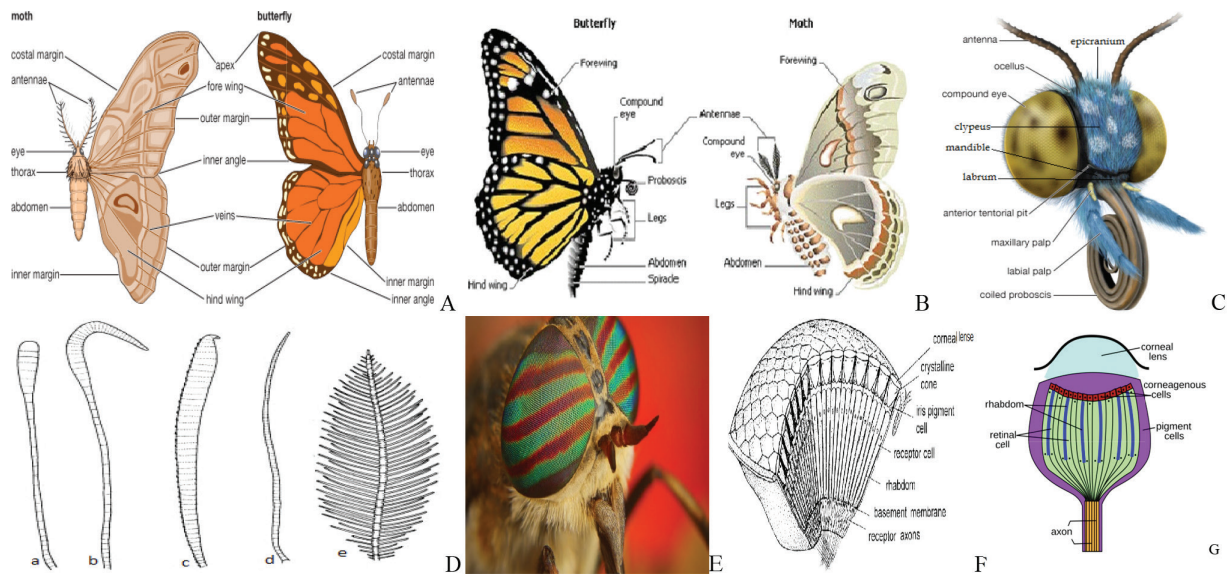 moth
butterfly
costal margin
antennae
eye
thorax
abdomen
inner margin
apex
fore wing
outer margin
inner angle
veins
outer margin
hind wing
costal margin
antennae
eye
thorax
abdomen
inner margin
inner angle
A
Butterfly
Moth
Forewing
Compound
eye
Antennae
Proboscis
Legs
Abdomen
Spiracle
Hind wing
Forewing
Compound
eye
Legs
Abdomen
Hind wing
B
antenna
epicranium
ocellus
compound eye
clypeus
mandible
labrum
anterior tentorial pit
maxillary palp
labial palp
coiled proboscis
C
a
b
c
d
e
D
E
corneal lense
crystalline
cone
iris pigment
cell
receptor cell
rhabdom
basement membrane
receptor axons
F
corneal
lens
corneagenous
cells
rhabdom
retinal
cell
pigment
cells
axon
G